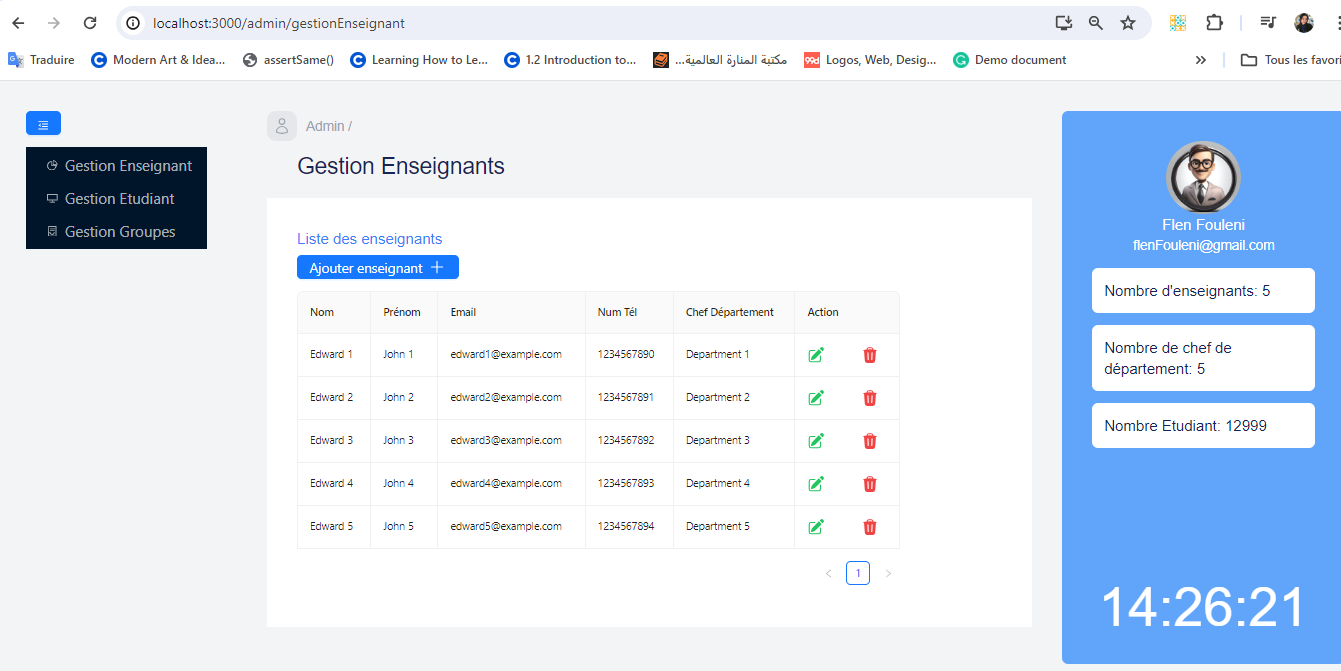 localhost:3000/admin/gestionEnseignant
Traduire
Modern Art & Idea...
assertSame()
Learning How to Le...
1.2 Introduction to...
مكتبة المنارة العالمية...
99d Logos, Web, Desig...
Demo document
»
Tous les favori
Gestion Enseignant
Gestion Etudiant
Gestion Groupes
Admin /
Gestion Enseignants
Liste des enseignants
Ajouter enseignant +
Nom Prénom Email Num Tél Chef Département Action
Edward 1 John 1 edward1@example.com 1234567890 Department 1
Edward 2 John 2 edward2@example.com 1234567891 Department 2
Edward 3 John 3 edward3@example.com 1234567892 Department 3
Edward 4 John 4 edward4@example.com 1234567893 Department 4
Edward 5 John 5 edward5@example.com 1234567894 Department 5
< 1 >
Flen Fouleni
flenFouleni@gmail.com
Nombre d'enseignants: 5
Nombre de chef de
département: 5
Nombre Etudiant: 12999
14:26:21